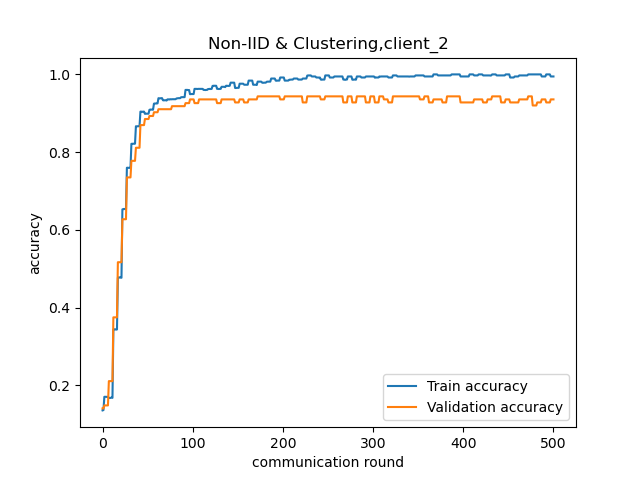 Non-IID & Clustering,client_2
accuracy
1.0
0.8
0.6
0.4
0.2
0
100
200
300
400
500
communication round
Train accuracy
Validation accuracy